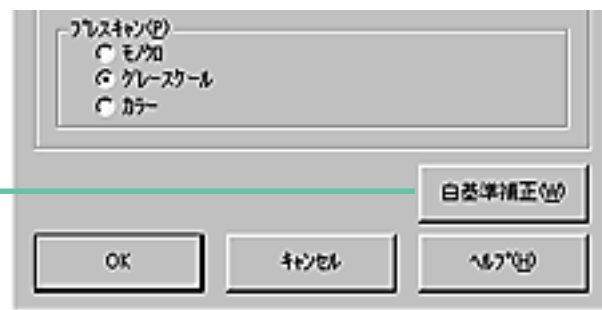 ﾌﾟﾚｽｷｬﾝ(P)
ﾓﾉｸﾛ
ｸﾞﾚｰｽｹｰﾙ
ｶﾗｰ
白基準補正(W)
OK
ｷｬﾝｾﾙ
ﾍﾙﾌﾟ(H)